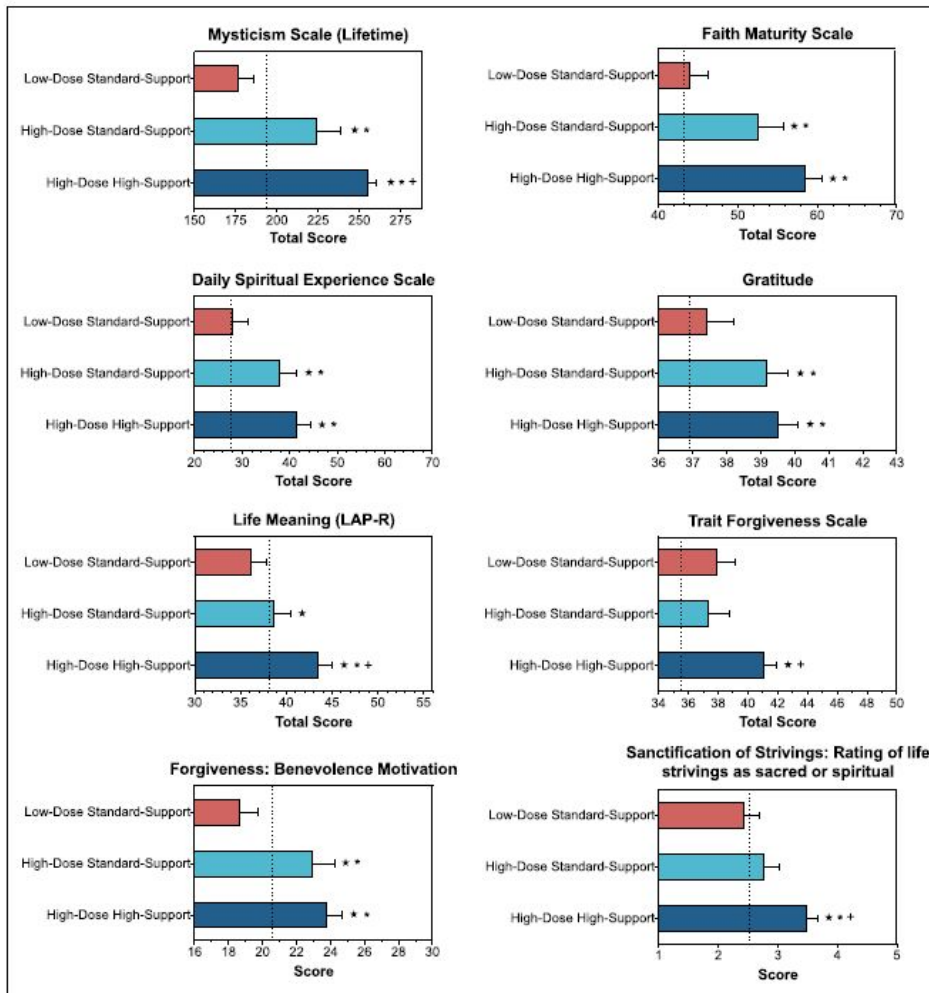 Mysticism Scale (Lifetime)
Low-Dose Standard-Support
High-Dose Standard-Support
★ ★
High-Dose High-Support
★ ★ +
150 175 200 225 250 275
Total Score
Faith Maturity Scale
Low-Dose Standard-Support
High-Dose Standard-Support
★ ★
High-Dose High-Support
★ ★
40 50 60 70
Total Score
Daily Spiritual Experience Scale
Low-Dose Standard-Support
High-Dose Standard-Support
★ ★
High-Dose High-Support
★ ★
20 30 40 50 60 70
Total Score
Gratitude
Low-Dose Standard-Support
High-Dose Standard-Support
★ ★
High-Dose High-Support
★ ★
36 37 38 39 40 41 42 43
Total Score
Life Meaning (LAP-R)
Low-Dose Standard-Support
High-Dose Standard-Support
★
High-Dose High-Support
★ ★ +
30 35 40 45 50 55
Total Score
Trait Forgiveness Scale
Low-Dose Standard-Support
High-Dose Standard-Support
High-Dose High-Support
★ +
34 36 38 40 42 44 46 48 50
Total Score
Forgiveness: Benevolence Motivation
Low-Dose Standard-Support
High-Dose Standard-Support
★ ★
High-Dose High-Support
★ ★
16 18 20 22 24 26 28 30
Score
Sanctification of Strivings: Rating of life
strivings as sacred or spiritual
Low-Dose Standard-Support
High-Dose Standard-Support
High-Dose High-Support
★ ★ +
1 2 3 4 5
Score